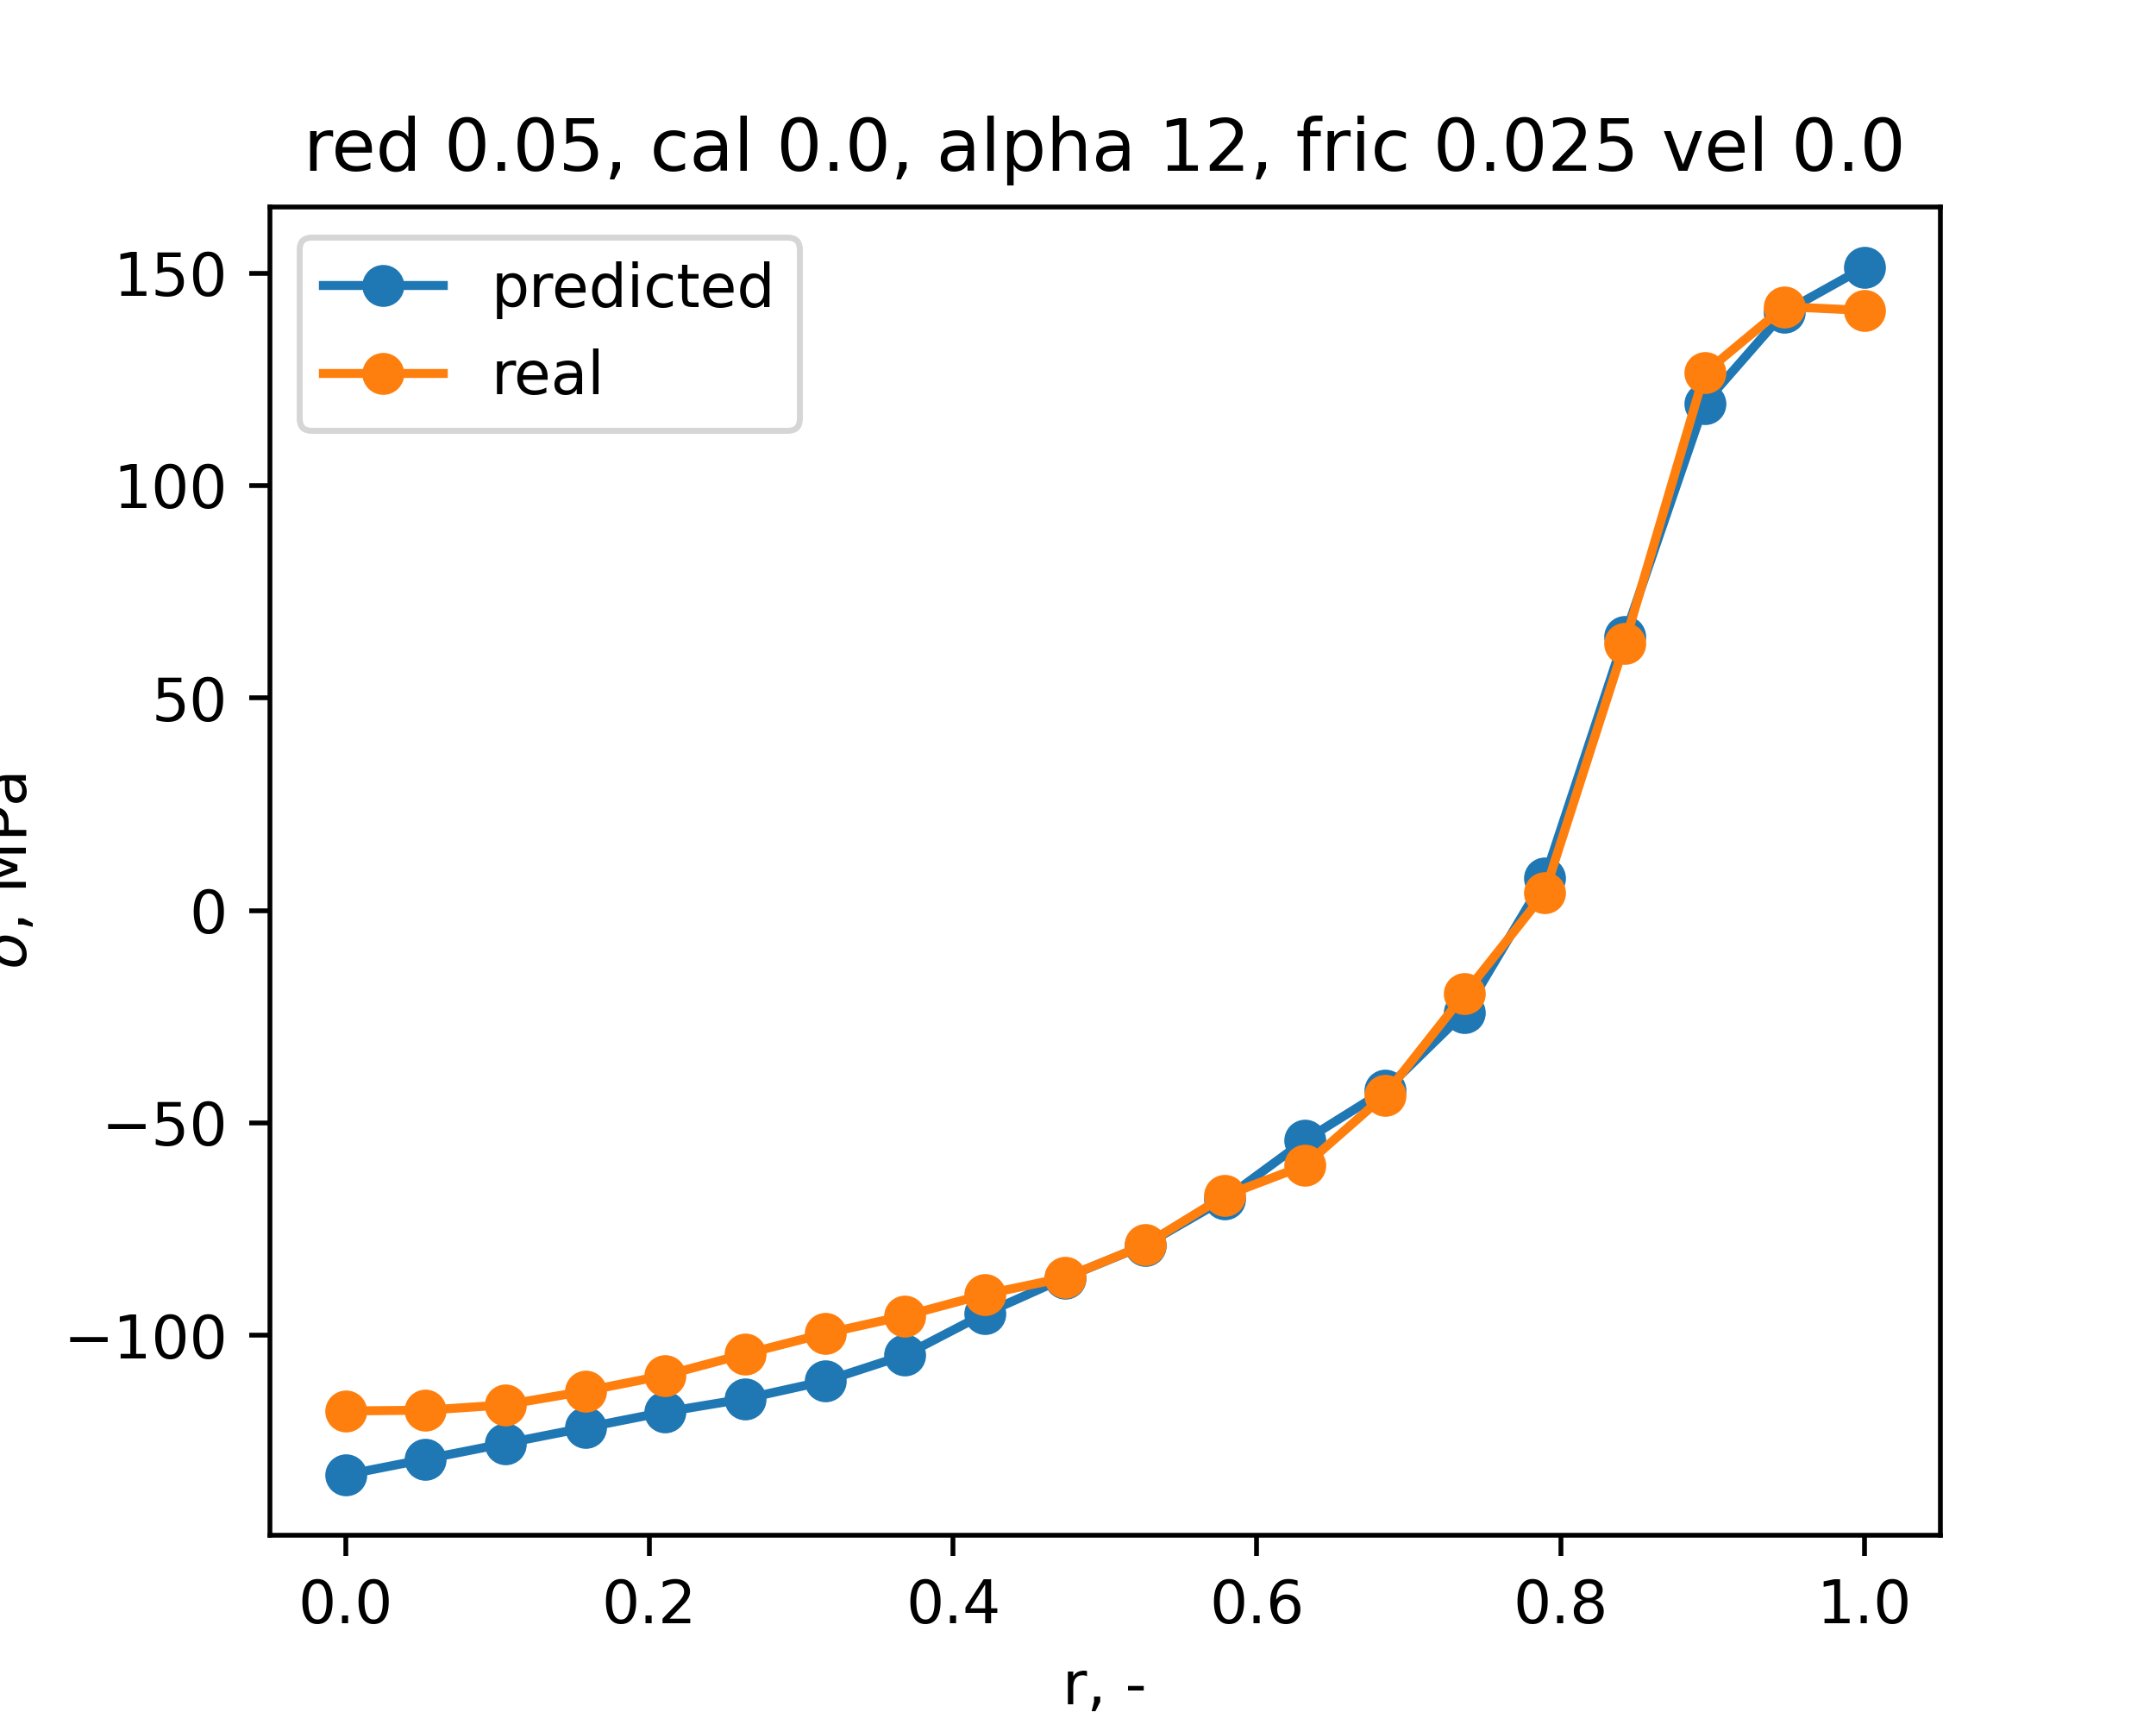 red 0.05, cal 0.0, alpha 12, fric 0.025 vel 0.0
predicted
real
150
100
50
0
−50
−100
σ, MPa
0.0 0.2 0.4 0.6 0.8 1.0
r, -